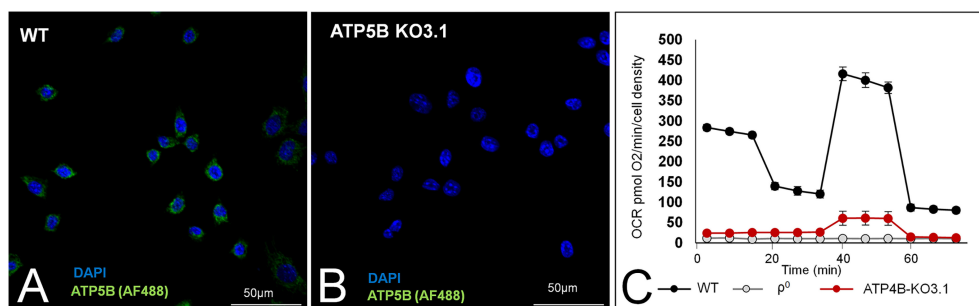 WT
DAPI
ATP5B (AF488)
50µm
A
ATP5B KO3.1
DAPI
ATP5B (AF488)
50µm
B
OCR pmol O2/min/cell density
500
450
400
350
300
250
200
150
100
50
0
0 20 40 60 80
Time (min)
WT ρ⁰ ATP4B-KO3.1
C